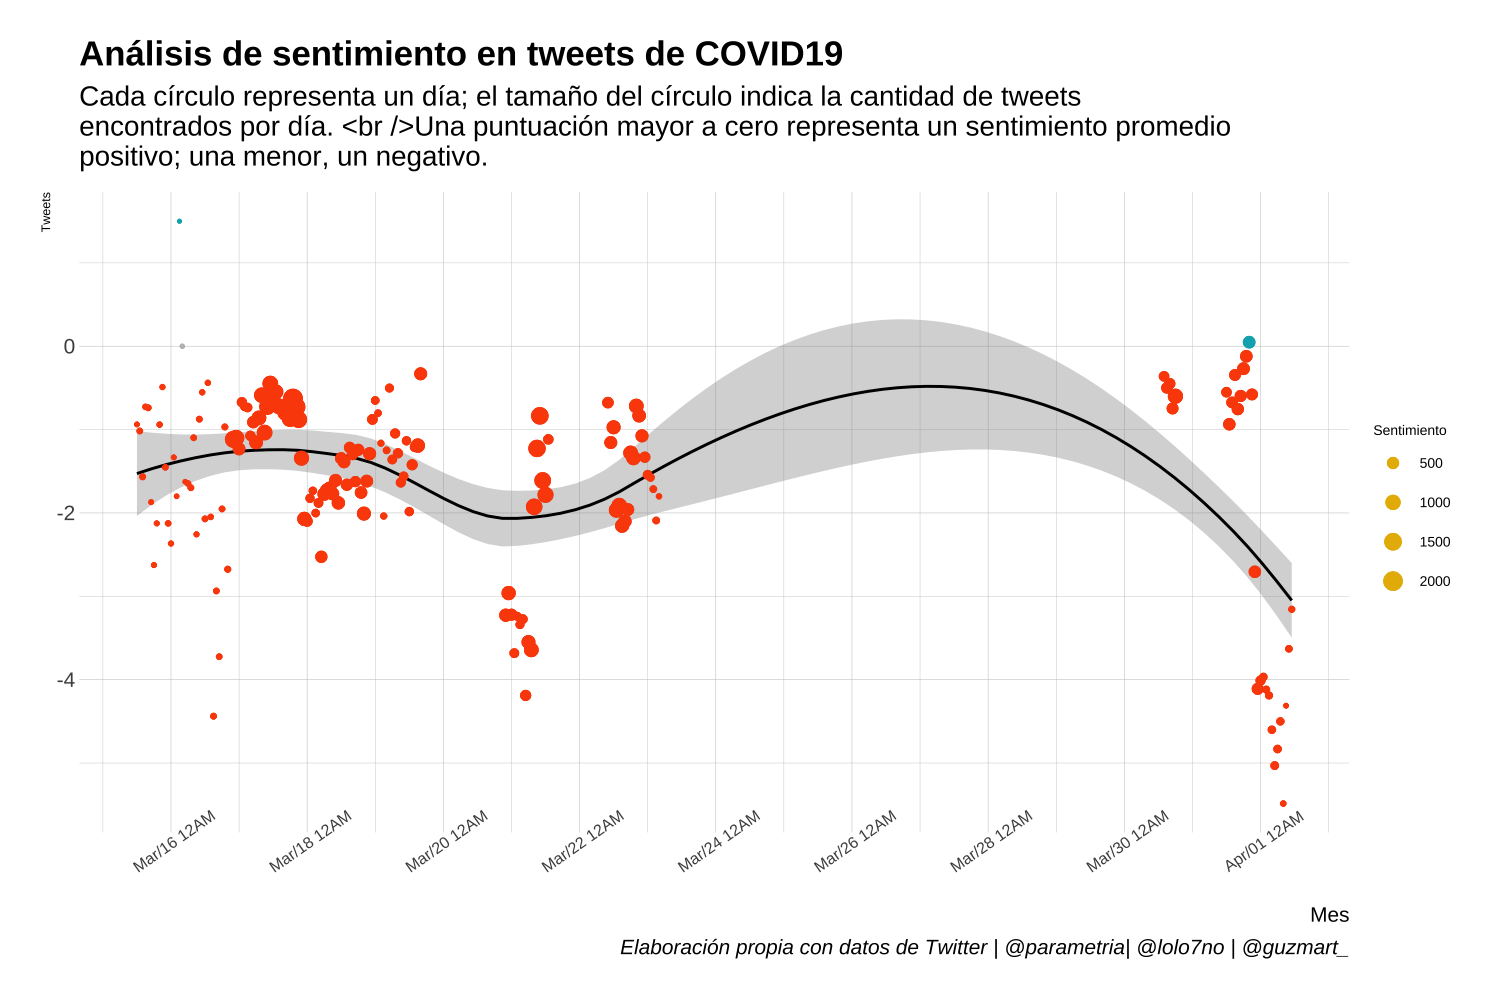 Análisis de sentimiento en tweets de COVID19
Cada círculo representa un día; el tamaño del círculo indica la cantidad de tweets
encontrados por día. <br />Una puntuación mayor a cero representa un sentimiento promedio
positivo; una menor, un negativo.
Tweets
0
-2
-4
Sentimiento
500
1000
1500
2000
Mar/16 12AM
Mar/18 12AM
Mar/20 12AM
Mar/22 12AM
Mar/24 12AM
Mar/26 12AM
Mar/28 12AM
Mar/30 12AM
Apr/01 12AM
Mes
Elaboración propia con datos de Twitter | @parametria| @lolo7no | @guzmart_